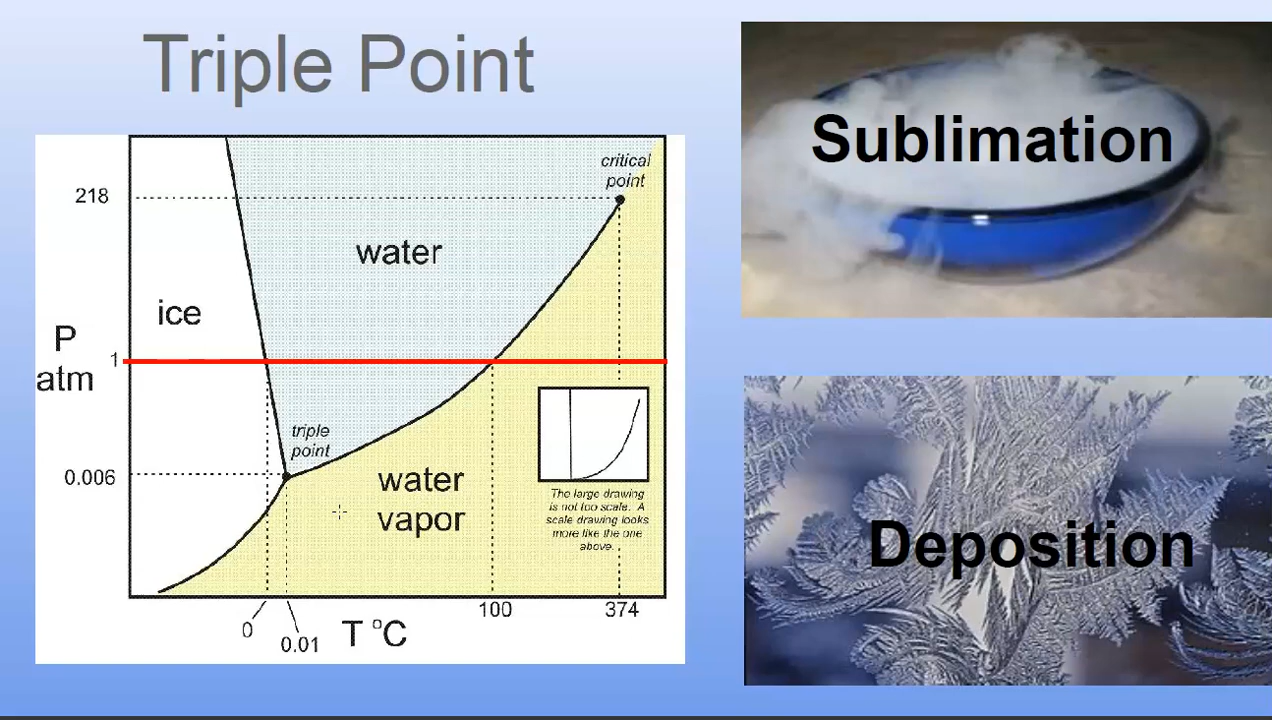 Triple Point
218
1
P
atm
0.006
ice
water
critical
point
triple
point
water
vapor
The large drawing
is not too scale. A
scale drawing looks
more like the one
above.
0
0.01
T °C
100
374
Sublimation
Deposition